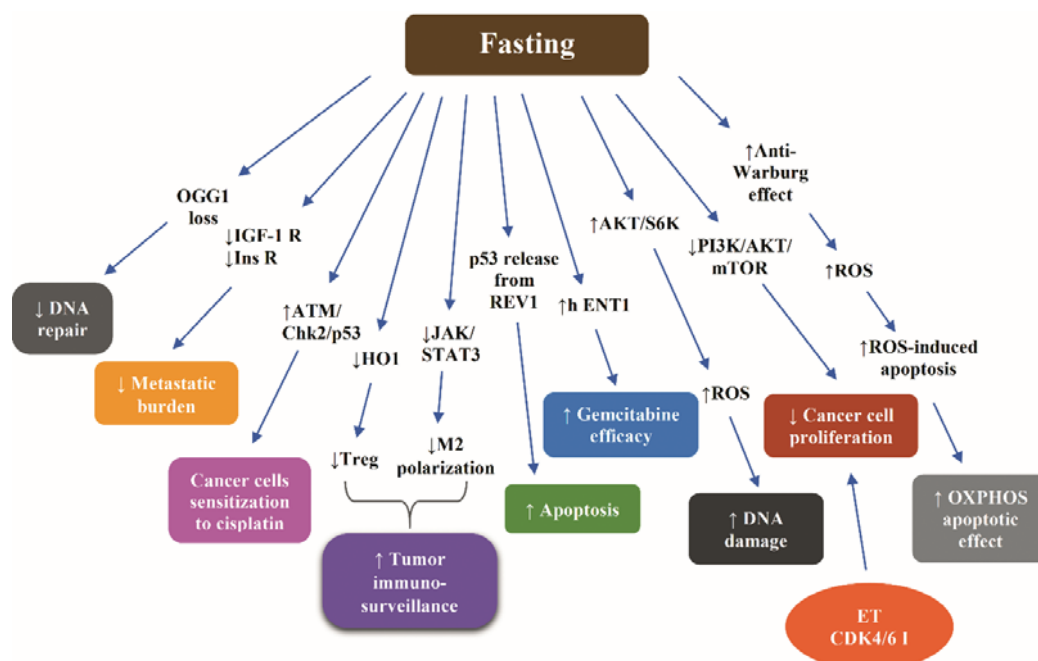 Fasting
OGG1
loss
↓ DNA
repair
↓IGF-1 R
↓Ins R
↓ Metastatic
burden
↑ATM/
Chk2/p53
Cancer cells
sensitization
to cisplatin
↓HO1
↓Treg
↓JAK/
STAT3
↓M2
polarization
↑ Tumor
immuno-
surveillance
p53 release
from
REV1
↑ Apoptosis
↑h ENT1
↑ Gemcitabine
efficacy
↑AKT/S6K
↑ROS
↑ DNA
damage
↓PI3K/AKT/
mTOR
↓ Cancer cell
proliferation
ET
CDK4/6 I
↑Anti-
Warburg
effect
↑ROS
↑ROS-induced
apoptosis
↑ OXPHOS
apoptotic
effect